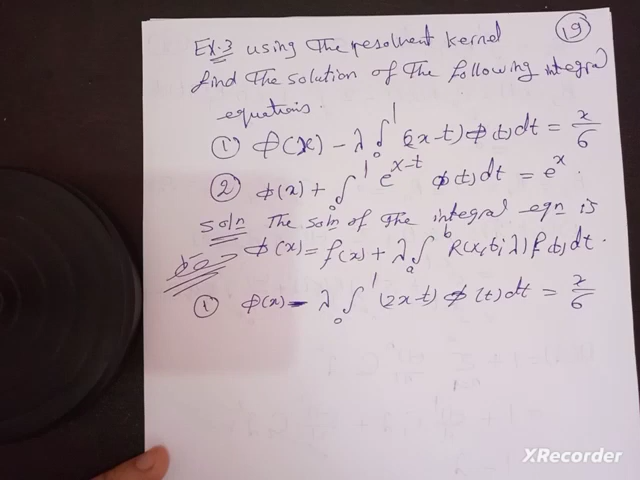 19
Ex.3 using The resolvent kernel
find The solution of The following integral
equations.
① φ(x) - λ ∫₀¹ (2x-t) φ(t)dt = x/6
② φ(x) + ∫₀¹ e^{x-t} φ(t)dt = e^x.
Soln The soln of The integral eqn is
φ(x) = f(x) + λ ∫ₐᵇ R(x,t;λ) f(t)dt.
① φ(x) - λ ∫₀¹ (2x-t) φ(t)dt = x/6
XRecorder